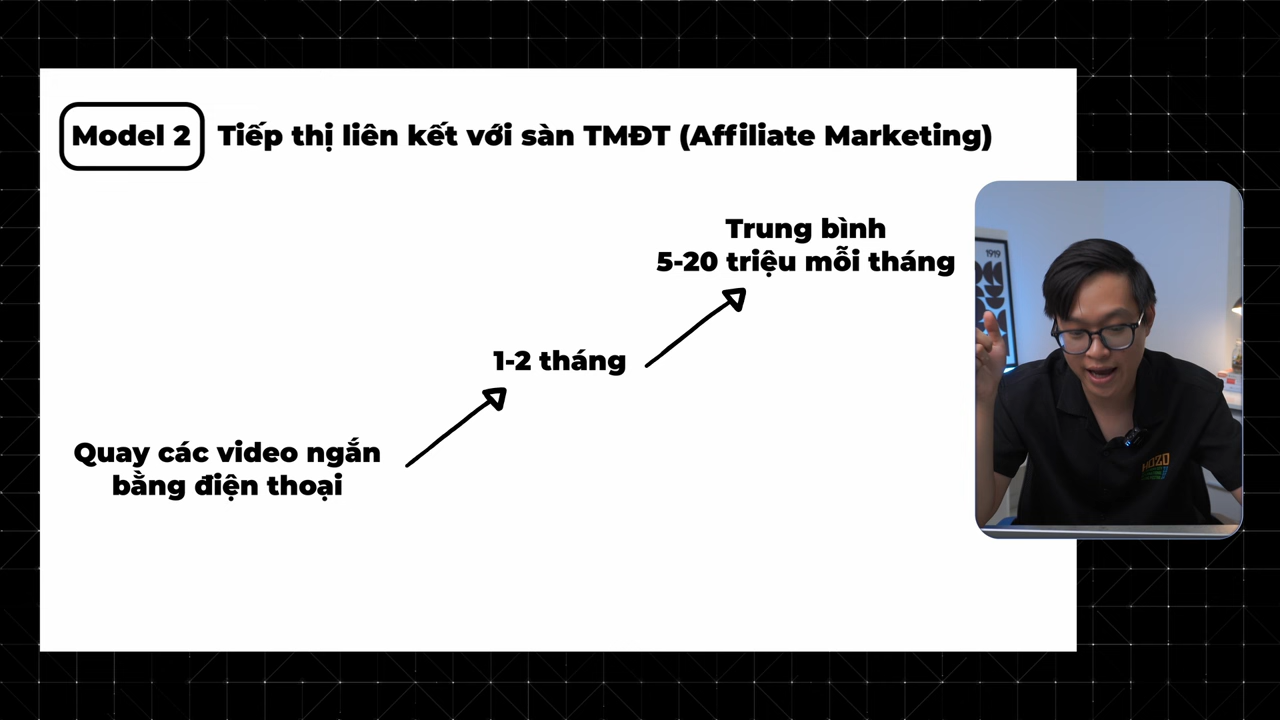 Model 2 Tiếp thị liên kết với sàn TMĐT (Affiliate Marketing)
Trung bình
5-20 triệu mỗi tháng
1-2 tháng
Quay các video ngắn
bằng điện thoại
1919